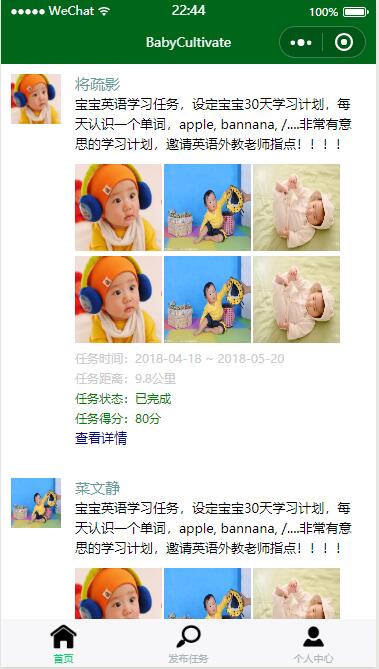 WeChat
22:44
100%
BabyCultivate
将疏影
宝宝英语学习任务，设定宝宝30天学习计划，每
天认识一个单词，apple, bannana, /....非常有意
思的学习计划，邀请英语外教老师指点！！！！
任务时间：2018-04-18 ~ 2018-05-20
任务距离：9.8公里
任务状态：已完成
任务得分：80分
查看详情
菜文静
宝宝英语学习任务，设定宝宝30天学习计划，每
天认识一个单词，apple, bannana, /....非常有意
思的学习计划，邀请英语外教老师指点！！！！
首页
发布任务
个人中心